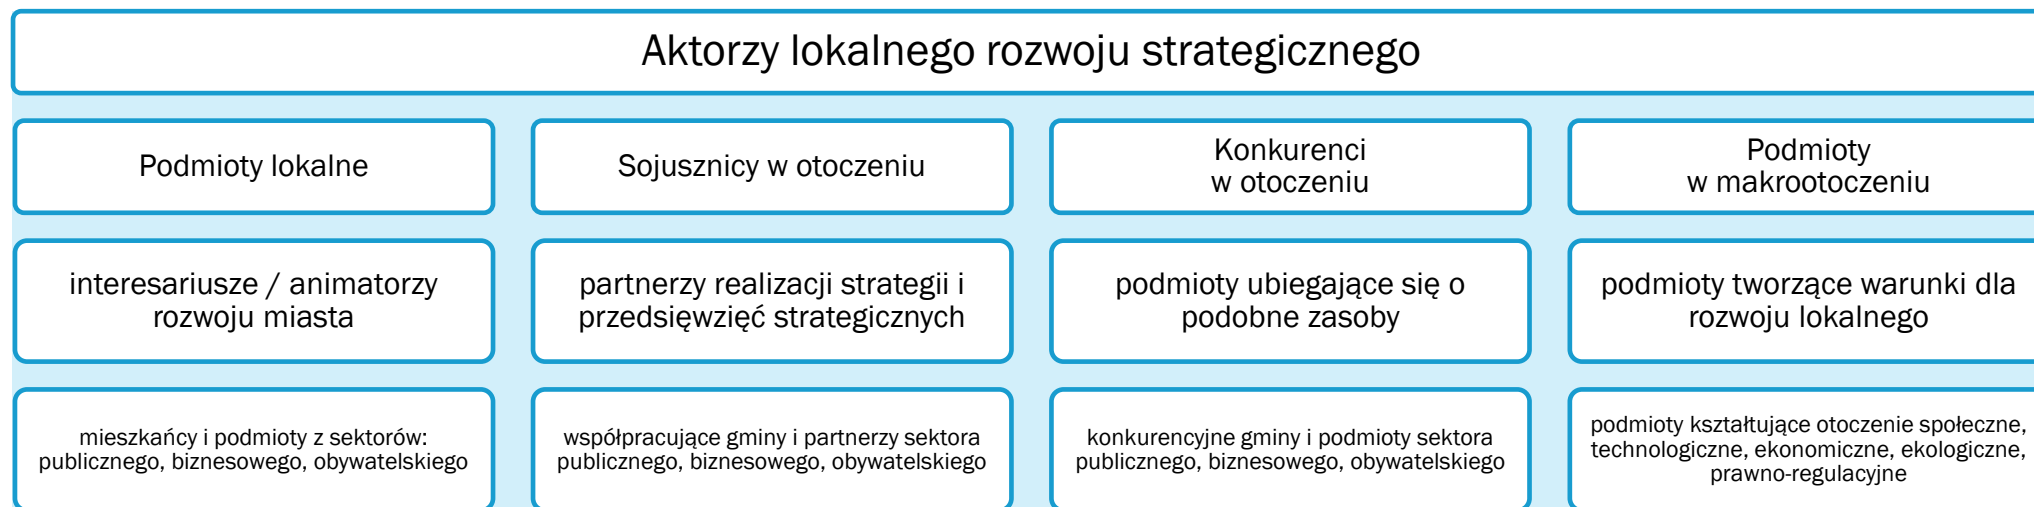 Aktorzy lokalnego rozwoju strategicznego
Podmioty lokalne
Sojusznicy w otoczeniu
Konkurenci
w otoczeniu
Podmioty
w makrootoczeniu
interesariusze / animatorzy
rozwoju miasta
partnerzy realizacji strategii i
przedsięwzięć strategicznych
podmioty ubiegające się o
podobne zasoby
podmioty tworzące warunki dla
rozwoju lokalnego
mieszkańcy i podmioty z sektorów:
publicznego, biznesowego, obywatelskiego
współpracujące gminy i partnerzy sektora
publicznego, biznesowego, obywatelskiego
konkurencyjne gminy i podmioty sektora
publicznego, biznesowego, obywatelskiego
podmioty kształtujące otoczenie społeczne,
technologiczne, ekonomiczne, ekologiczne,
prawno-regulacyjne